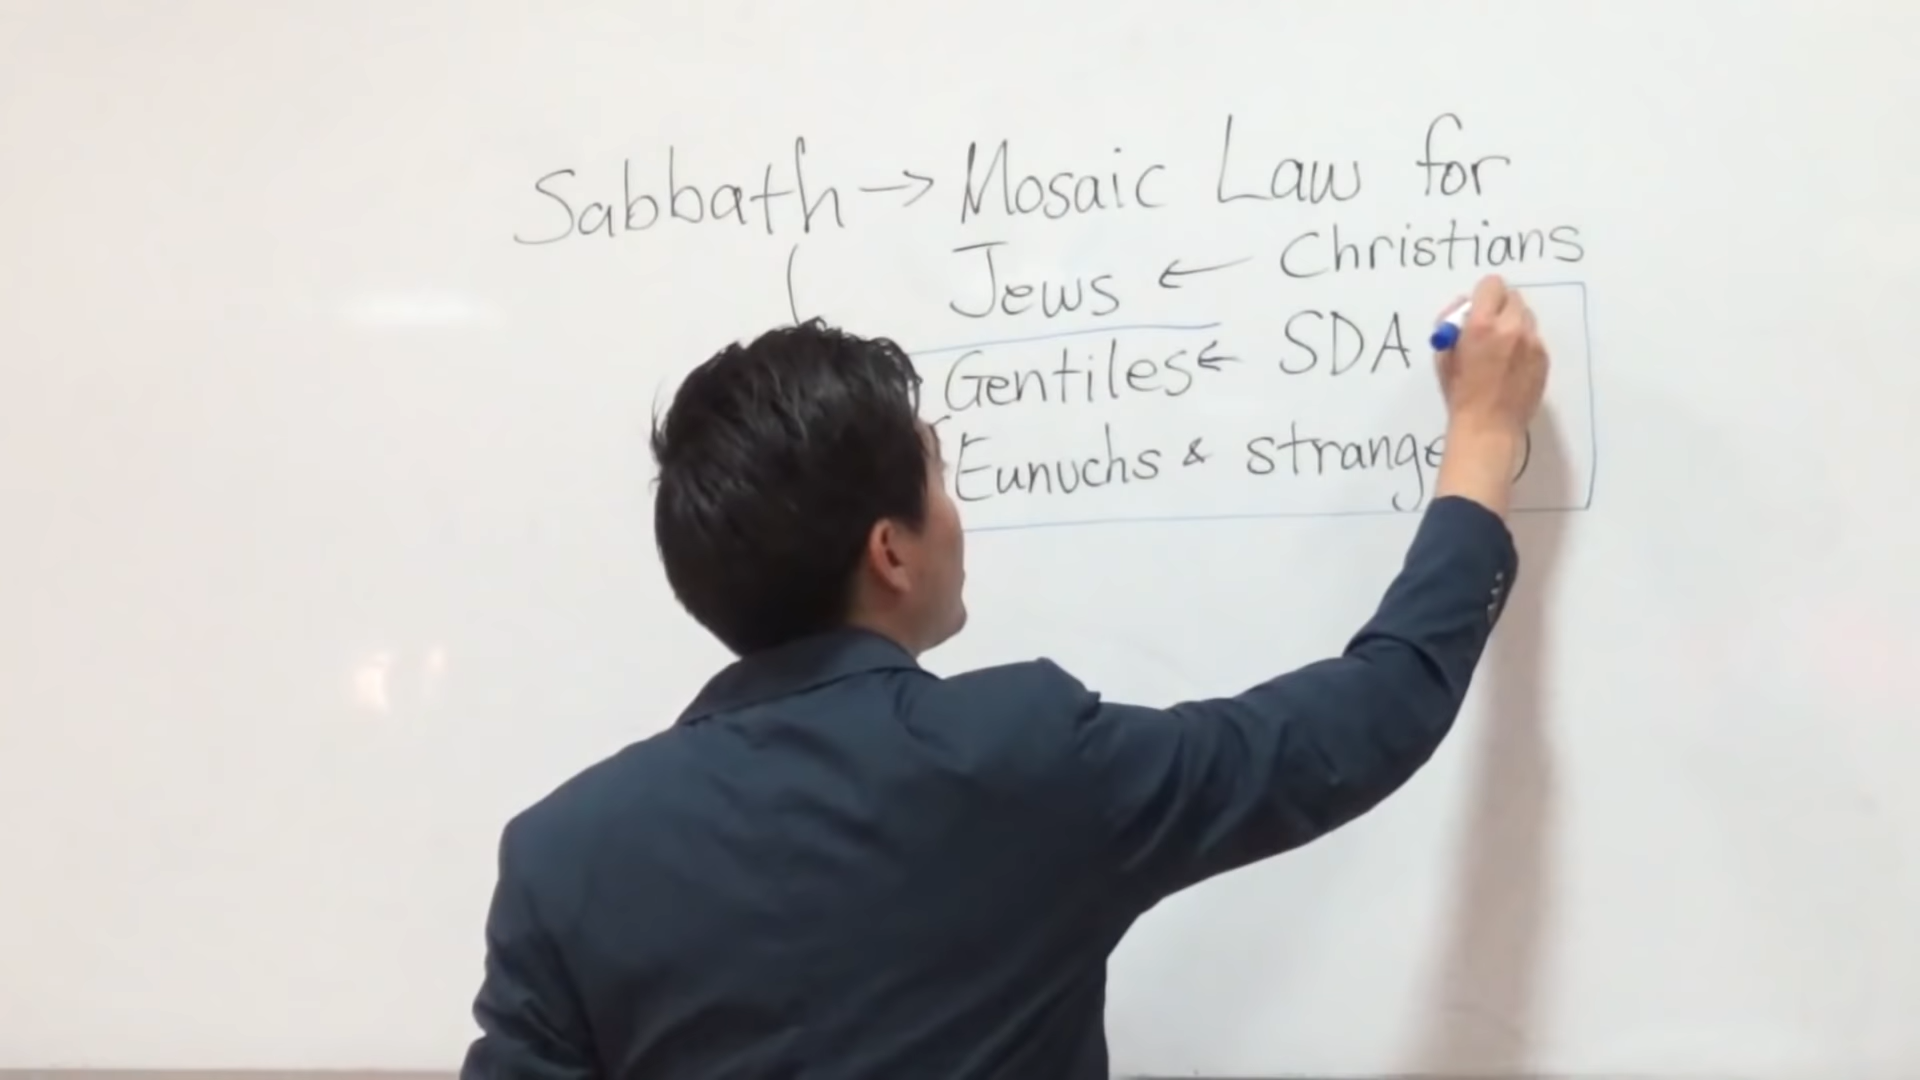 Sabbath → Mosaic Law for
Jews ← Christians
Gentiles ← SDA
Eunuchs & strange